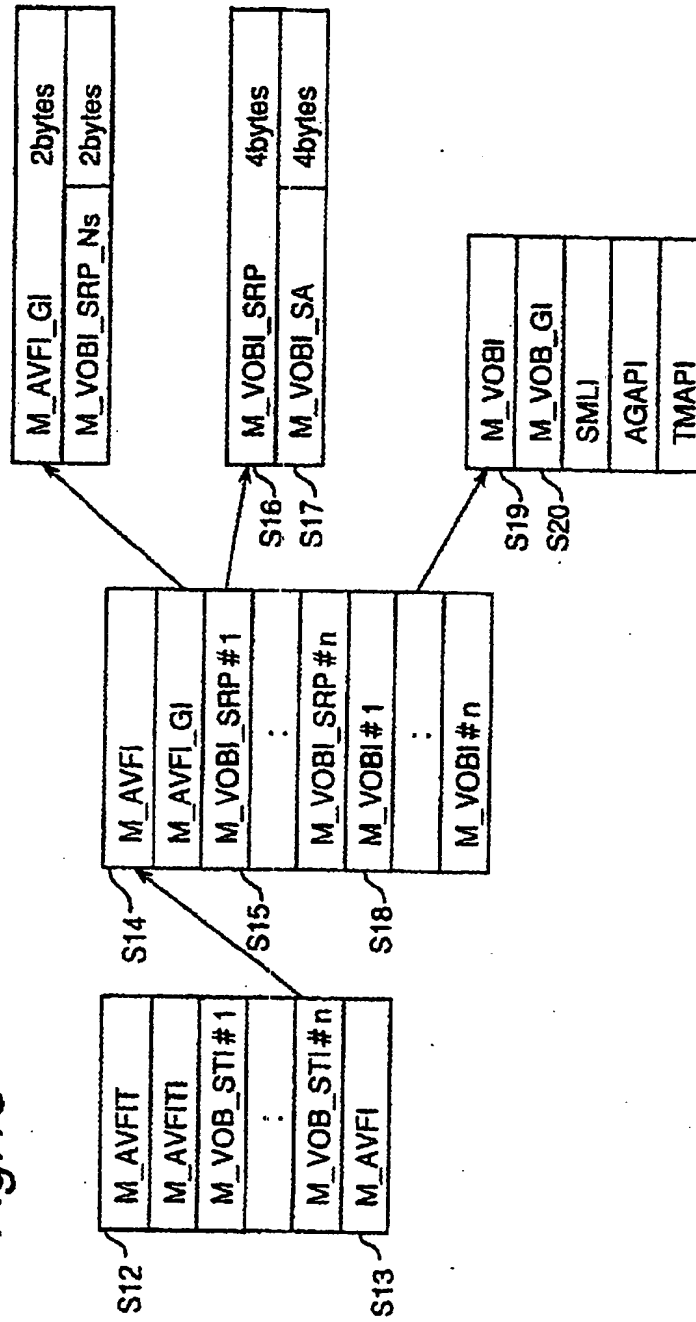 S12
M_AVFIT
M_AVFITI
M_VOB_STI#1
:
M_VOB_STI#n
S13
M_AVFI
S14
M_AVFI
M_AVFI_GI
S15
M_VOBI_SRP#1
:
M_VOBI_SRP#n
S18
M_VOBI#1
:
M_VOBI#n
M_AVFI_GI 2bytes
M_VOBI_SRP_Ns 2bytes
S16
M_VOBI_SRP 4bytes
S17
M_VOBI_SA 4bytes
S19
M_VOBI
S20
M_VOB_GI
SMLI
AGAPI
TMAPI